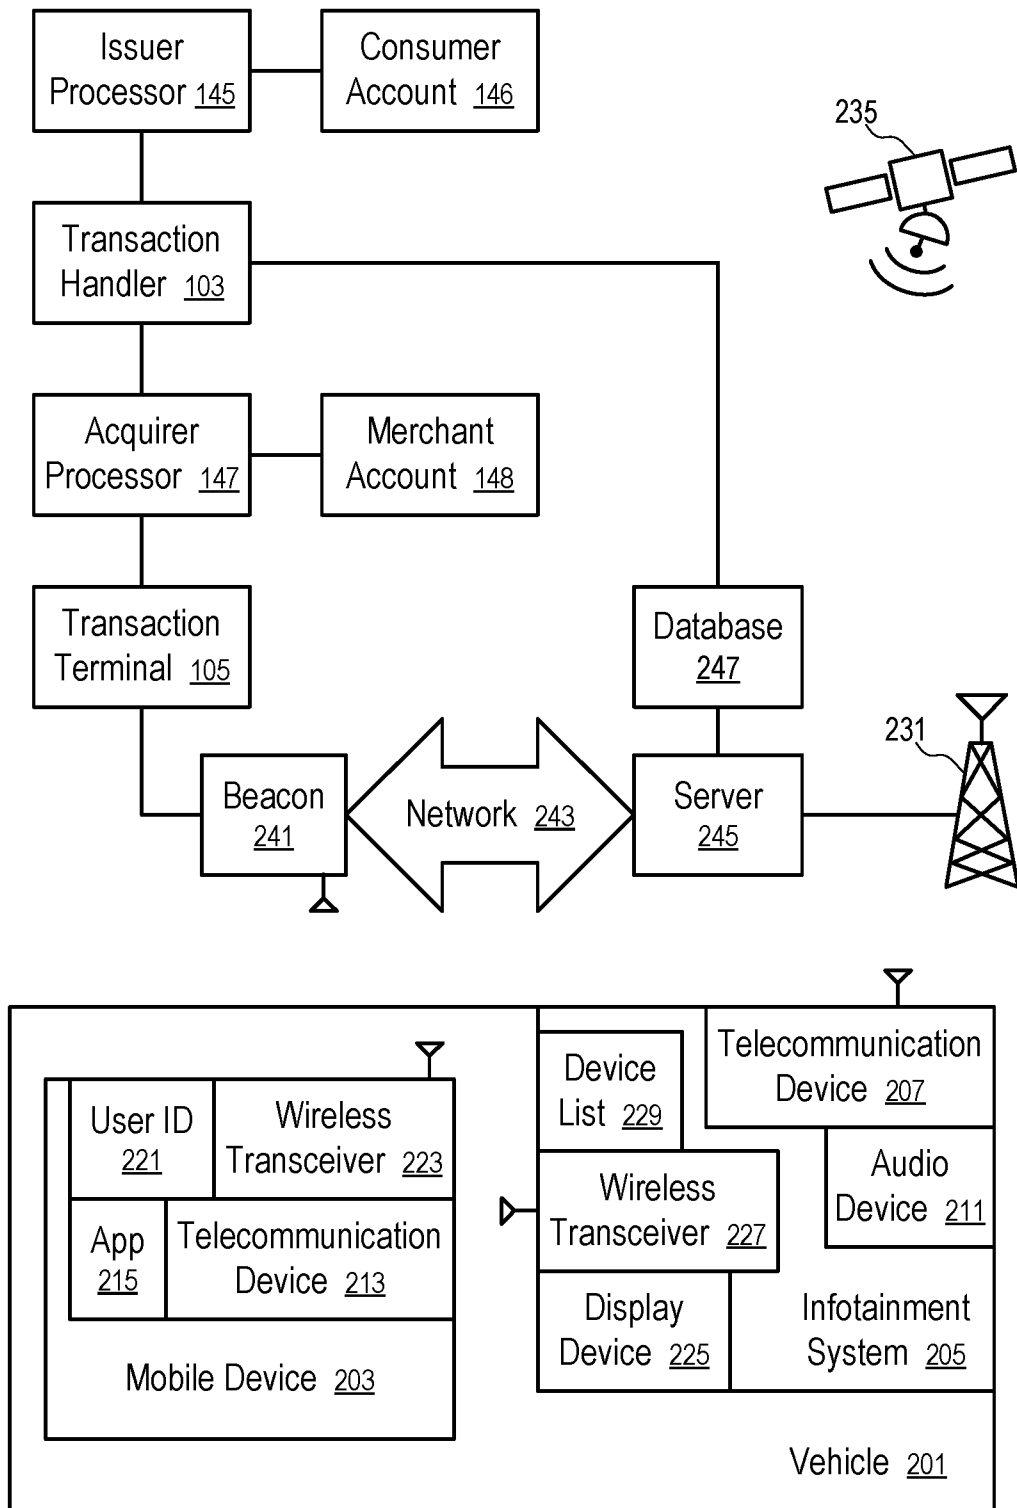 Issuer
Processor 145
Consumer
Account 146
235
Transaction
Handler 103
Acquirer
Processor 147
Merchant
Account 148
Transaction
Terminal 105
Database
247
231
Beacon
241
Network 243
Server
245
Telecommunication
Device 207
Device
List 229
User ID
221
Wireless
Transceiver 223
Audio
Device 211
Wireless
Transceiver 227
App
215
Telecommunication
Device 213
Display
Device 225
Infotainment
System 205
Mobile Device 203
Vehicle 201